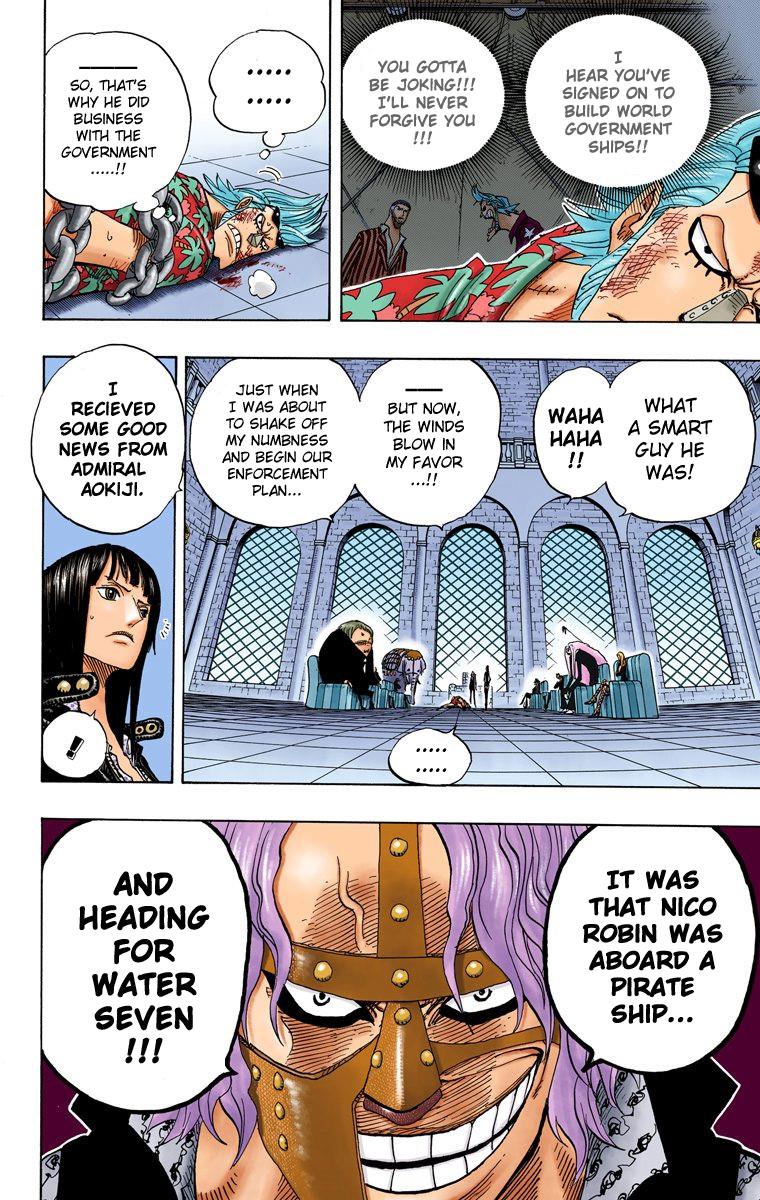 I
HEAR YOU'VE
SIGNED ON TO
BUILD WORLD
GOVERNMENT
SHIPS!!
YOU GOTTA
BE JOKING!!!
I'LL NEVER
FORGIVE YOU
!!!
.....
.....
SO, THAT'S
WHY HE DID
BUSINESS
WITH THE
GOVERNMENT
.....!!
WHAT
A SMART
GUY HE
WAS!
WAHA
HAHA
!!
BUT NOW,
THE WINDS
BLOW IN
MY FAVOR
...!!
JUST WHEN
I WAS ABOUT
TO SHAKE OFF
MY NUMBNESS
AND BEGIN OUR
ENFORCEMENT
PLAN...
.....
.....
I
RECIEVED
SOME GOOD
NEWS FROM
ADMIRAL
AOKIJI.
!
IT WAS
THAT NICO
ROBIN WAS
ABOARD A
PIRATE
SHIP...
AND
HEADING
FOR
WATER
SEVEN
!!!